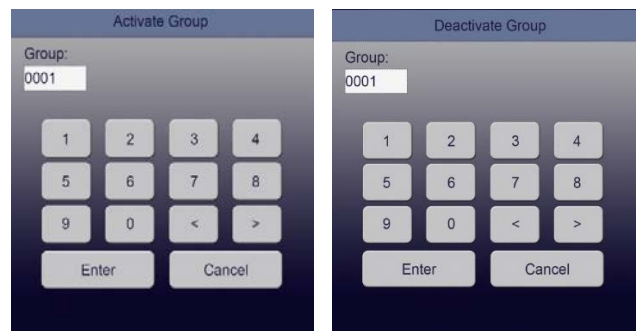 Activate Group
Group:
0001
1 2 3 4
5 6 7 8
9 0 < >
Enter Cancel
Deactivate Group
Group:
0001
1 2 3 4
5 6 7 8
9 0 < >
Enter Cancel